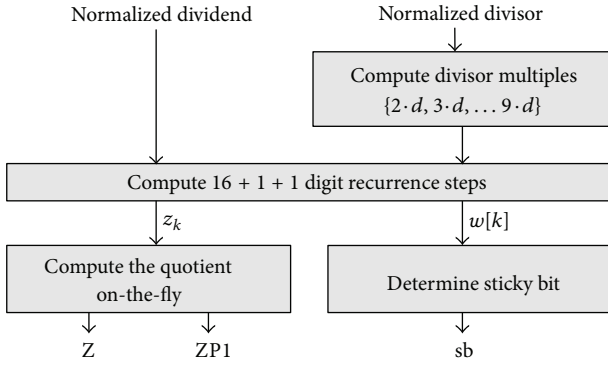 Normalized dividend
Normalized divisor
Compute divisor multiples
{2·d, 3·d, … 9·d}
Compute 16 + 1 + 1 digit recurrence steps
z_k
w[k]
Compute the quotient
on-the-fly
Determine sticky bit
Z
ZP1
sb